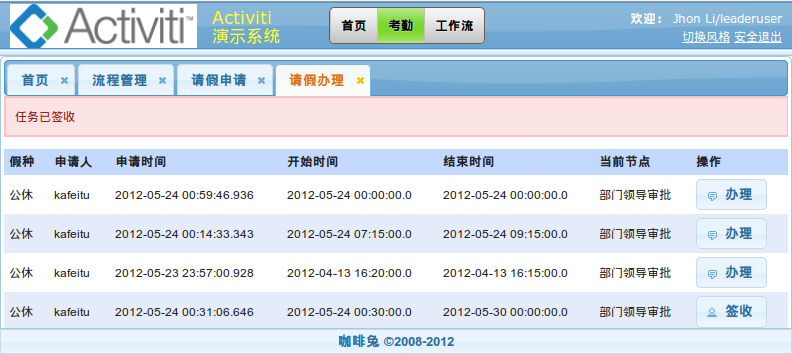 Activiti™
Activiti
演示系统
首页 考勤 工作流
欢迎： Jhon Li/leaderuser
切换风格 安全退出
首页 流程管理 请假申请 请假办理
任务已签收
假种 申请人 申请时间 开始时间 结束时间 当前节点 操作
公休 kafeitu 2012-05-24 00:59:46.936 2012-05-24 00:00:00.0 2012-05-24 00:00:00.0 部门领导审批 办理
公休 kafeitu 2012-05-24 00:14:33.343 2012-05-24 07:15:00.0 2012-05-24 09:15:00.0 部门领导审批 办理
公休 kafeitu 2012-05-23 23:57:00.928 2012-04-13 16:20:00.0 2012-04-13 16:15:00.0 部门领导审批 办理
公休 kafeitu 2012-05-24 00:31:06.646 2012-05-24 00:30:00.0 2012-05-30 00:00:00.0 部门领导审批 签收
咖啡兔 ©2008-2012